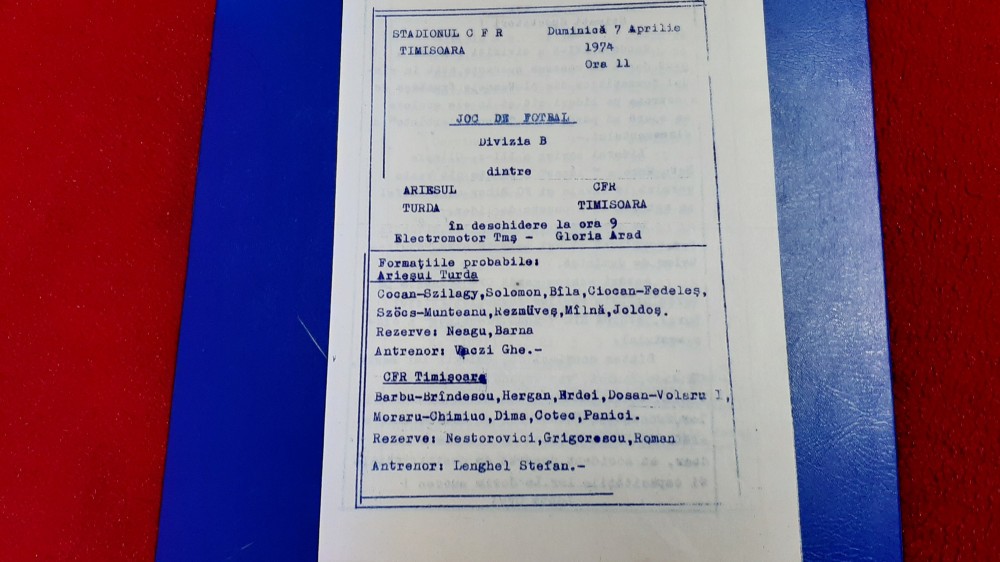 STADIONUL C F R Duminică 7 Aprilie
TIMISOARA 1974
Ora 11
JOC DE FOTBAL
Divizia B
dintre
ARIESUL CFR
TURDA TIMISOARA
în deschidere la ora 9
Electromotor Tmş - Gloria Arad
Formaţiile probabile:
Arieşul Turda
Cocan-Szilagy,Solomon,Bîla,Ciocan-Fedeleş,
Szöcs-Munteanu,Rezmüveş,Mîlnă,Joldoş.
Rezerve: Neagu,Barna
Antrenor: Vaczi Ghe.-
CFR Timişoara
Barbu-Brîndescu,Hergan,Erdei,Dosan-Volaru I,
Moraru-Chimiuc,Dima,Cotec,Panici.
Rezerve: Nestorovici,Grigorescu,Roman
Antrenor: Lenghel Stefan.-